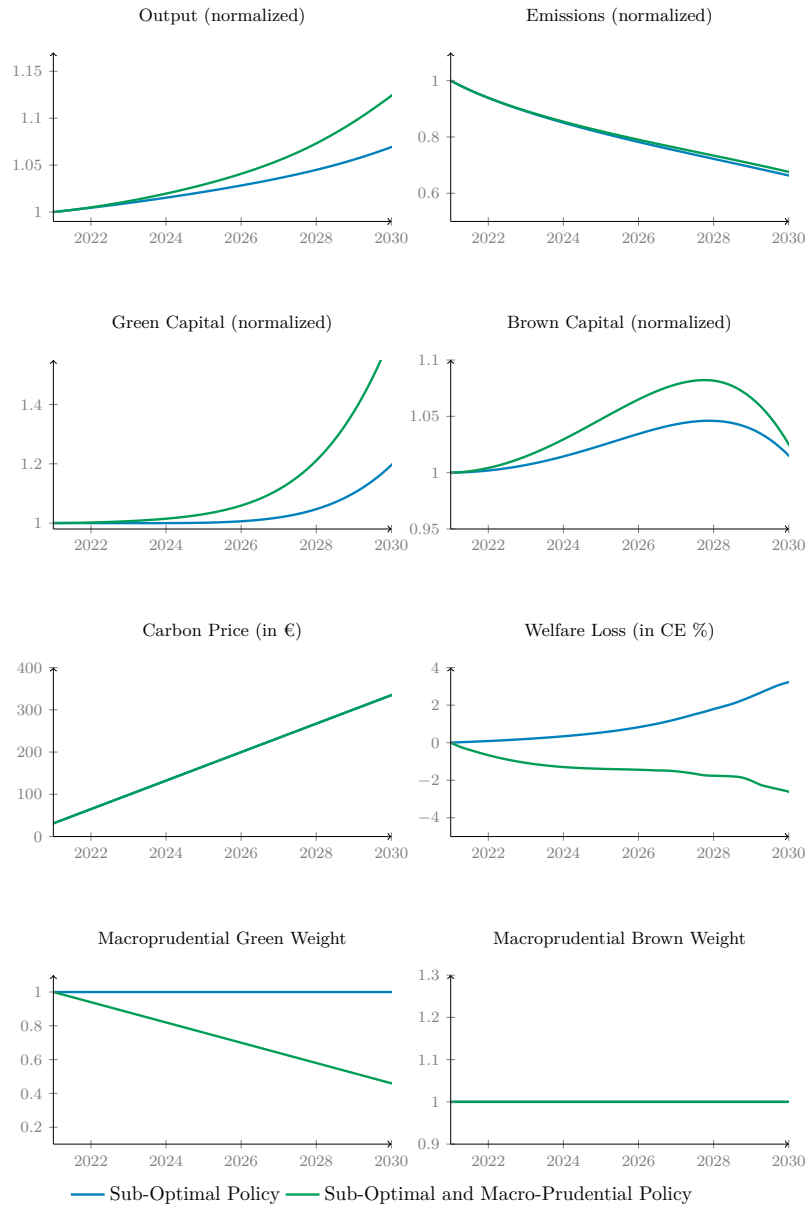 Output (normalized)
1.15
1.1
1.05
1
2022 2024 2026 2028 2030
Emissions (normalized)
1
0.8
0.6
2022 2024 2026 2028 2030
Green Capital (normalized)
1.4
1.2
1
2022 2024 2026 2028 2030
Brown Capital (normalized)
1.1
1.05
1
0.95
2022 2024 2026 2028 2030
Carbon Price (in €)
400
300
200
100
0
2022 2024 2026 2028 2030
Welfare Loss (in CE %)
4
2
0
−2
−4
2022 2024 2026 2028 2030
Macroprudential Green Weight
1
0.8
0.6
0.4
0.2
2022 2024 2026 2028 2030
Macroprudential Brown Weight
1.3
1.2
1.1
1
0.9
2022 2024 2026 2028 2030
Sub-Optimal Policy Sub-Optimal and Macro-Prudential Policy